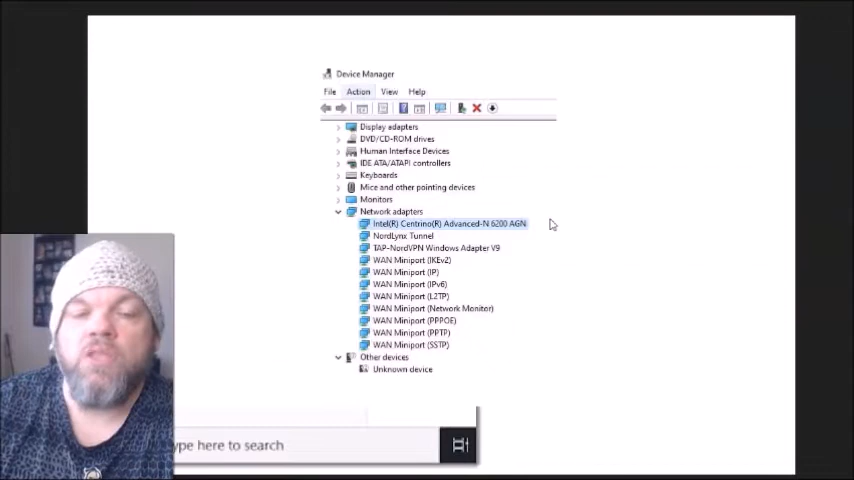 Device Manager
File Action View Help
Display adapters
DVD/CD-ROM drives
Human Interface Devices
IDE ATA/ATAPI controllers
Keyboards
Mice and other pointing devices
Monitors
Network adapters
Intel(R) Centrino(R) Advanced-N 6200 AGN
NordLynx Tunnel
TAP-NordVPN Windows Adapter V9
WAN Miniport (IKEv2)
WAN Miniport (IP)
WAN Miniport (IPv6)
WAN Miniport (L2TP)
WAN Miniport (Network Monitor)
WAN Miniport (PPPOE)
WAN Miniport (PPTP)
WAN Miniport (SSTP)
Other devices
Unknown device
ype here to search